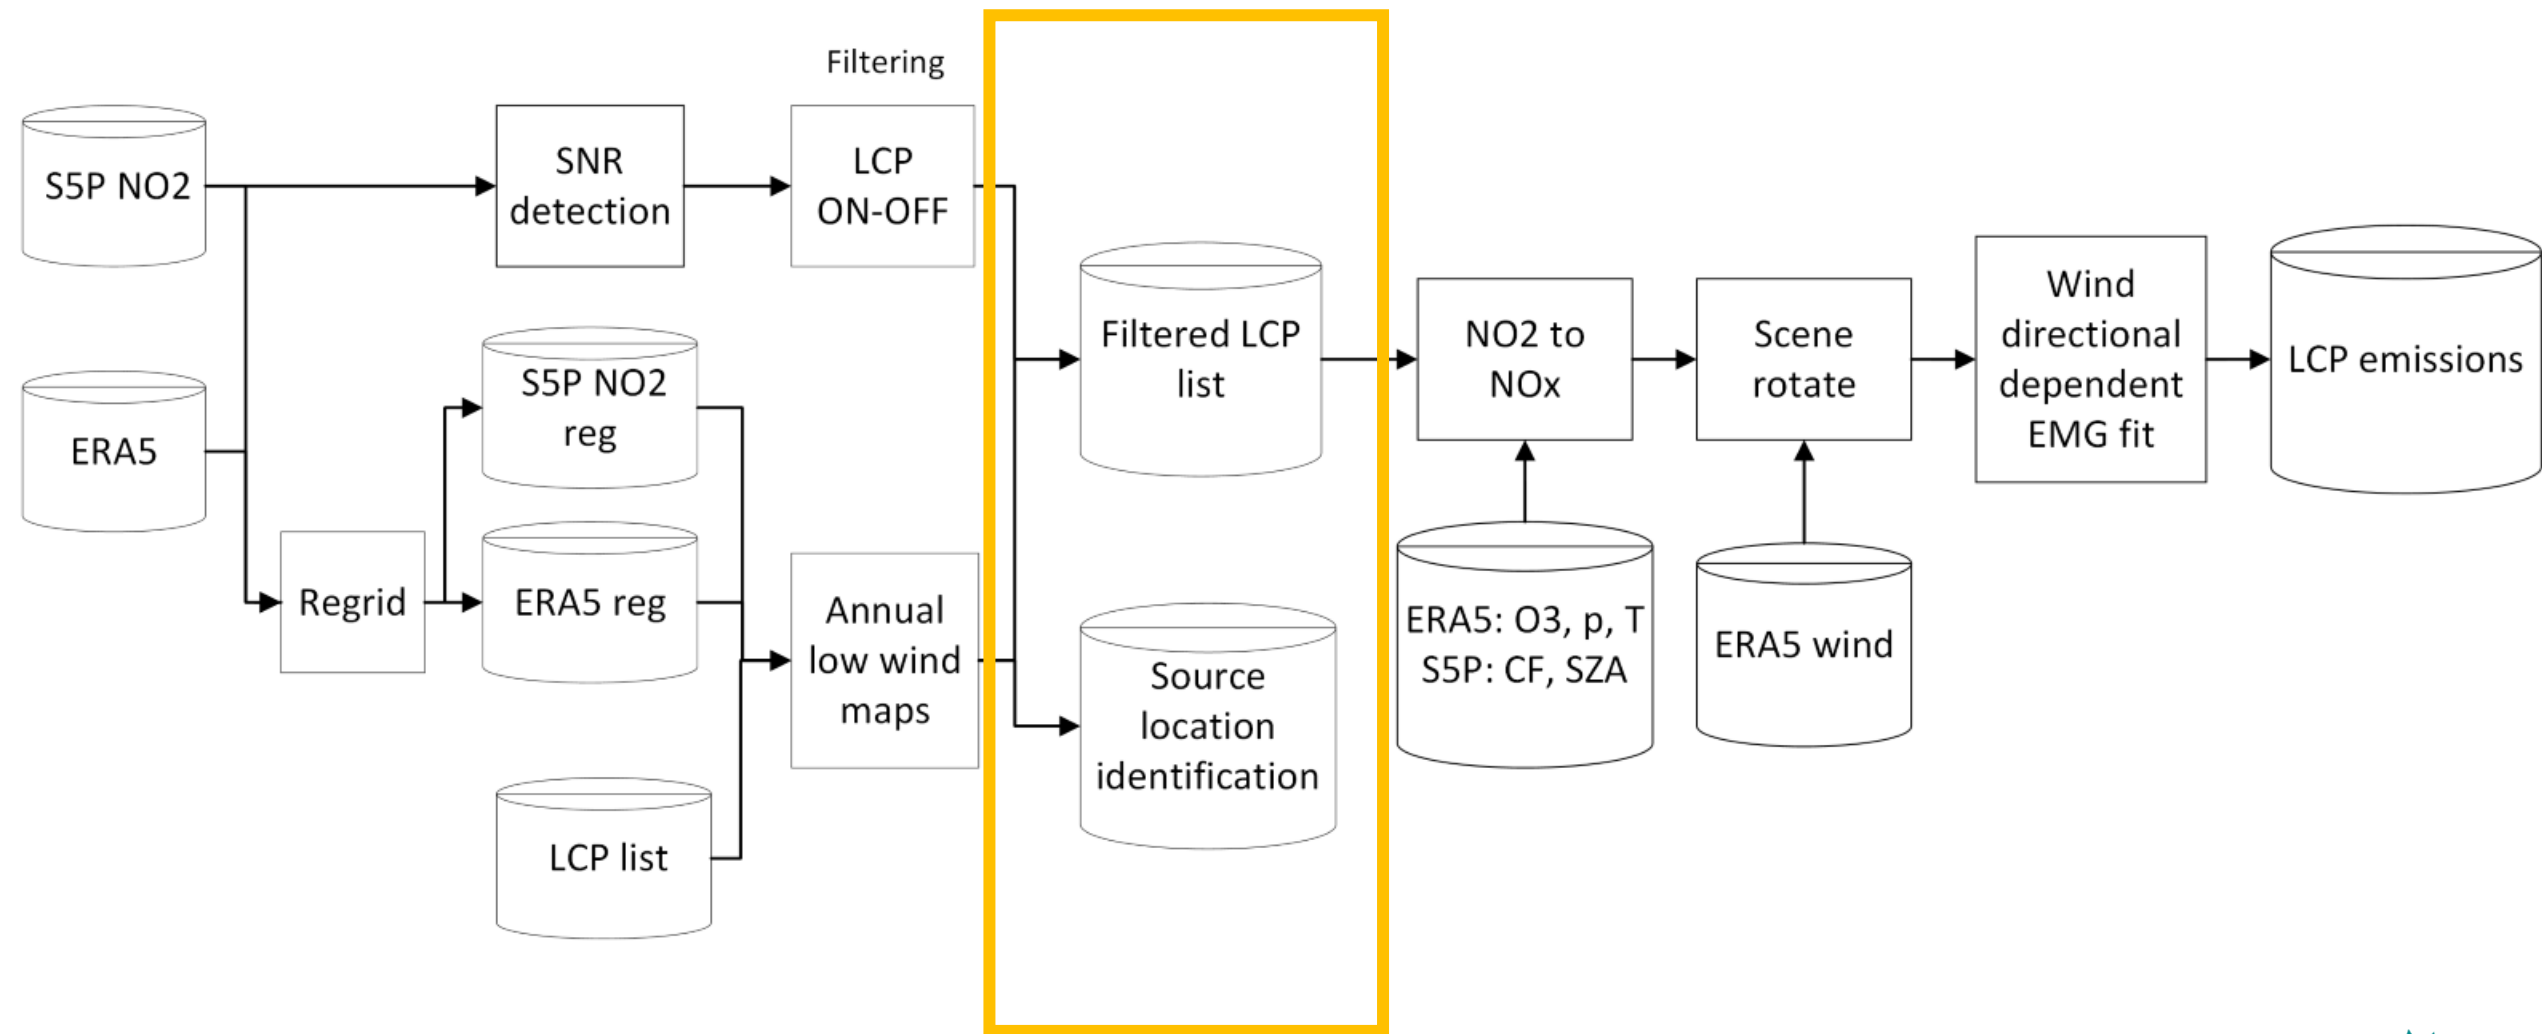 Filtering
S5P NO2
SNR
detection
LCP
ON-OFF
ERA5
Regrid
S5P NO2
reg
ERA5 reg
LCP list
Annual
low wind
maps
Filtered LCP
list
Source
location
identification
NO2 to
NOx
ERA5: O3, p, T
S5P: CF, SZA
Scene
rotate
ERA5 wind
Wind
directional
dependent
EMG fit
LCP emissions